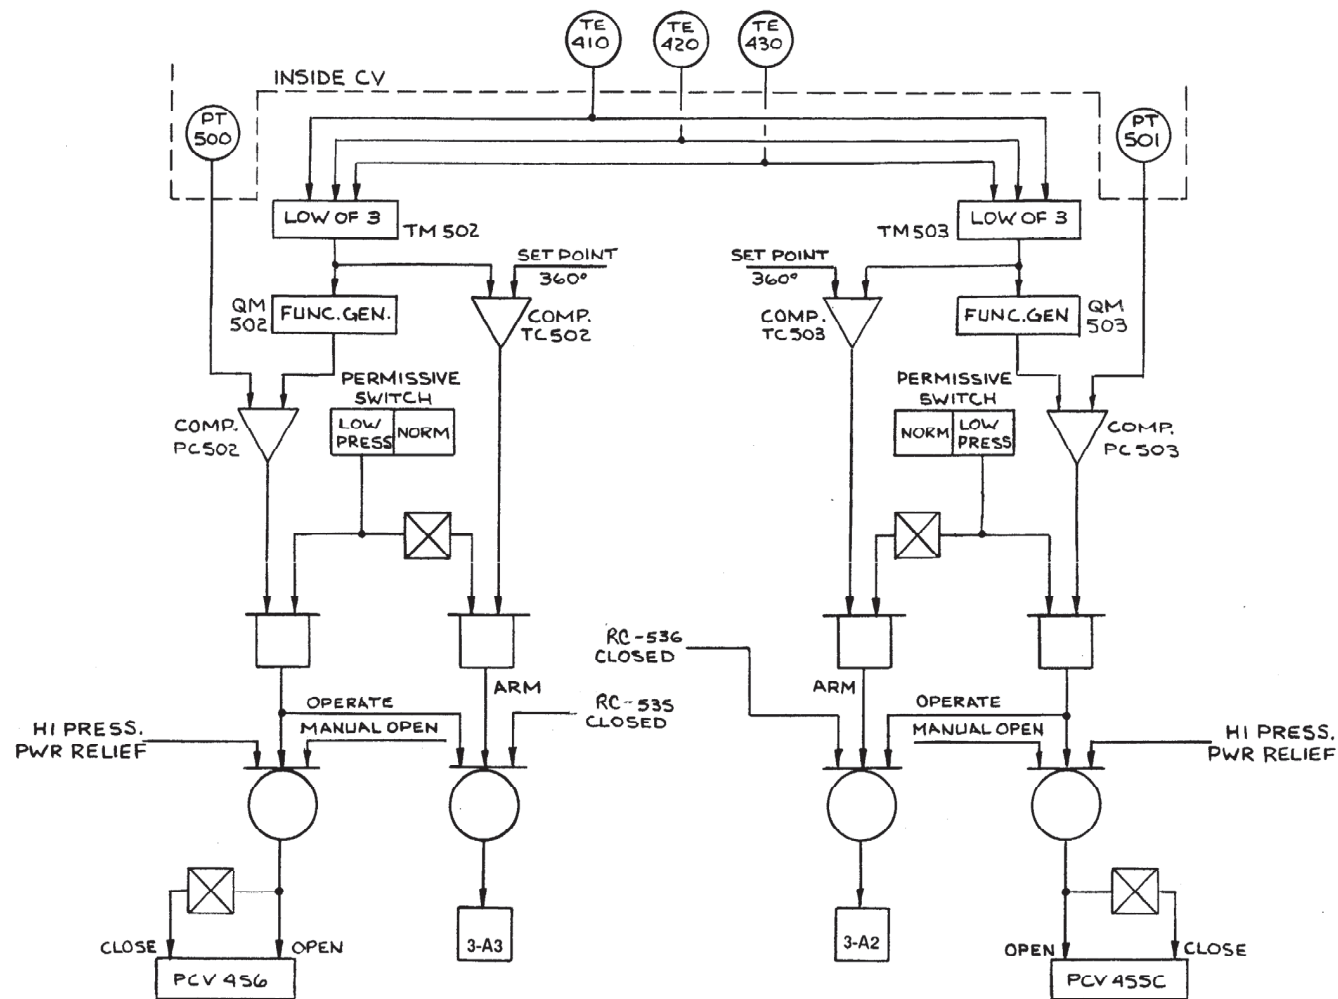 TE
410
TE
420
TE
430
INSIDE CV
PT
500
PT
501
LOW OF 3
TM 502
LOW OF 3
TM503
SET POINT
360°
SET POINT
360°
QM
502
FUNC.GEN.
COMP.
TC502
COMP.
TC503
FUNC.GEN
QM
503
PERMISSIVE
SWITCH
LOW
PRESS
NORM
PERMISSIVE
SWITCH
NORM
LOW
PRESS
COMP.
PC502
COMP.
PC503
RC-536
CLOSED
ARM
ARM
OPERATE
RC-535
CLOSED
OPERATE
MANUAL OPEN
MANUAL OPEN
HI PRESS.
PWR RELIEF
HI PRESS.
PWR RELIEF
CLOSE
OPEN
3-A3
3-A2
OPEN
CLOSE
PCV 456
PCV 455C